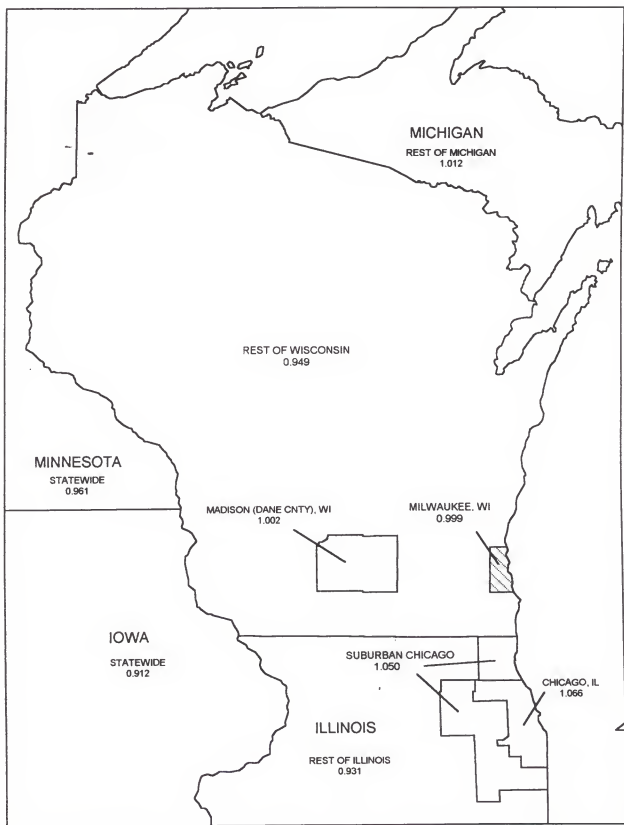 MICHIGAN
REST OF MICHIGAN
1.012
REST OF WISCONSIN
0.949
MINNESOTA
STATEWIDE
0.961
MADISON (DANE CNTY), WI
1.002
MILWAUKEE, WI
0.999
IOWA
STATEWIDE
0.912
SUBURBAN CHICAGO
1.050
CHICAGO, IL
1.066
ILLINOIS
REST OF ILLINOIS
0.931